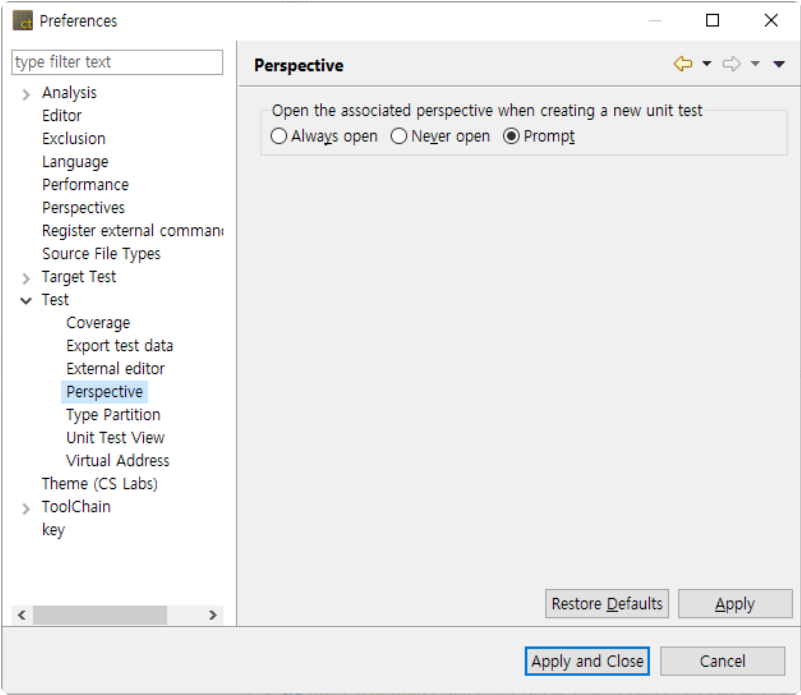 ct Preferences
type filter text
Analysis
Editor
Exclusion
Language
Performance
Perspectives
Register external comman
Source File Types
Target Test
Test
Coverage
Export test data
External editor
Perspective
Type Partition
Unit Test View
Virtual Address
Theme (CS Labs)
ToolChain
key
Perspective
Open the associated perspective when creating a new unit test
Always open Never open Prompt
Restore Defaults Apply
Apply and Close Cancel